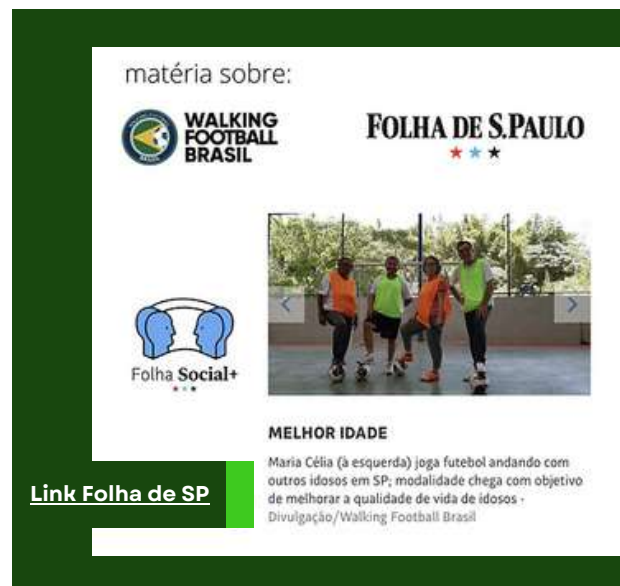 matéria sobre:
WALKING
FOOTBALL
BRASIL
FOLHA DE S.PAULO
Folha Social+
MELHOR IDADE
Maria Célia (à esquerda) joga futebol andando com
outros idosos em SP; modalidade chega com objetivo
de melhorar a qualidade de vida de idosos -
Divulgação/Walking Football Brasil
Link Folha de SP